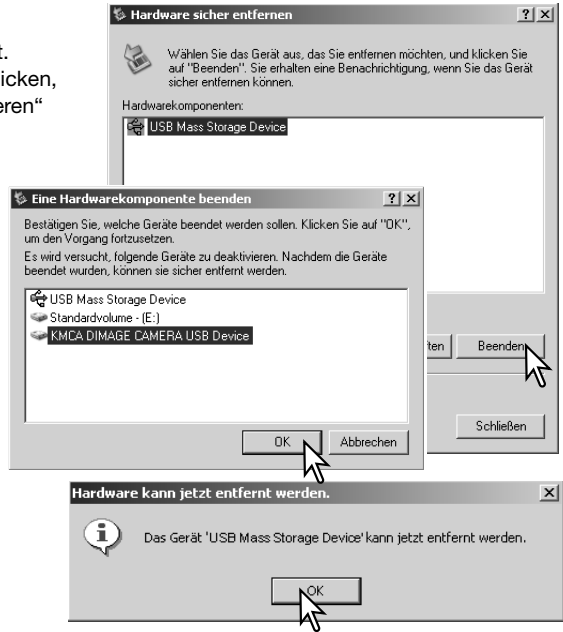 t.
icken,
eren“
Hardware sicher entfernen
Wählen Sie das Gerät aus, das Sie entfernen möchten, und klicken Sie
auf "Beenden". Sie erhalten eine Benachrichtigung, wenn Sie das Gerät
sicher entfernen können.
Hardwarekomponenten:
USB Mass Storage Device
ten
Beenden
Schließen
Eine Hardwarekomponente beenden
Bestätigen Sie, welche Geräte beendet werden sollen. Klicken Sie auf "OK",
um den Vorgang fortzusetzen.
Es wird versucht, folgende Geräte zu deaktivieren. Nachdem die Geräte
beendet wurden, können sie sicher entfernt werden.
USB Mass Storage Device
Standardvolume - (E:)
KMCA DIMAGE CAMERA USB Device
OK
Abbrechen
Hardware kann jetzt entfernt werden.
Das Gerät 'USB Mass Storage Device' kann jetzt entfernt werden.
OK